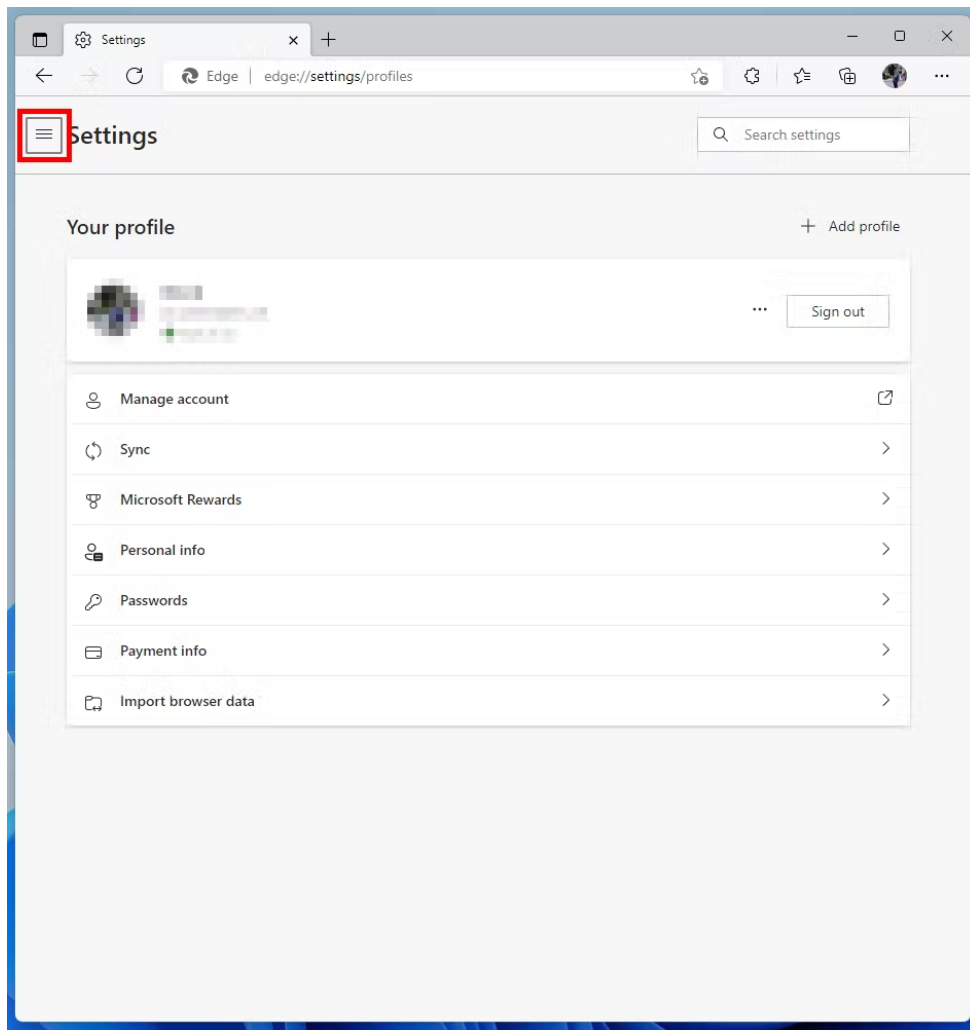 Settings
Edge edge://settings/profiles
Settings
Search settings
Your profile
Add profile
Sign out
Manage account
Sync
Microsoft Rewards
Personal info
Passwords
Payment info
Import browser data